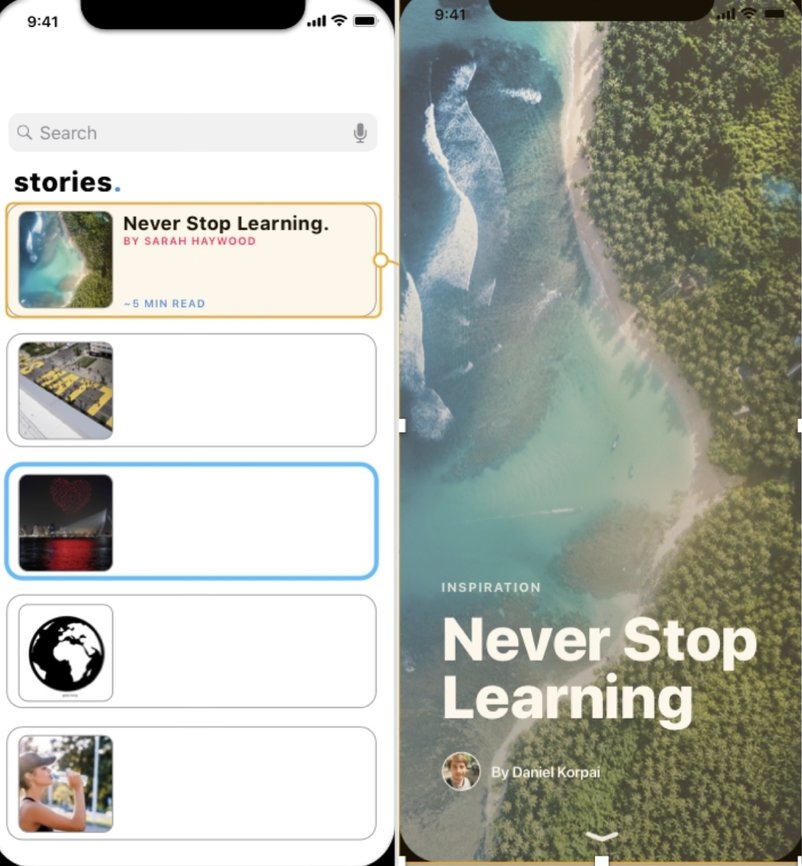 9:41
Search
stories.
Never Stop Learning.
BY SARAH HAYWOOD
~5 MIN READ
9:41
INSPIRATION
Never Stop
Learning
By Daniel Korpai